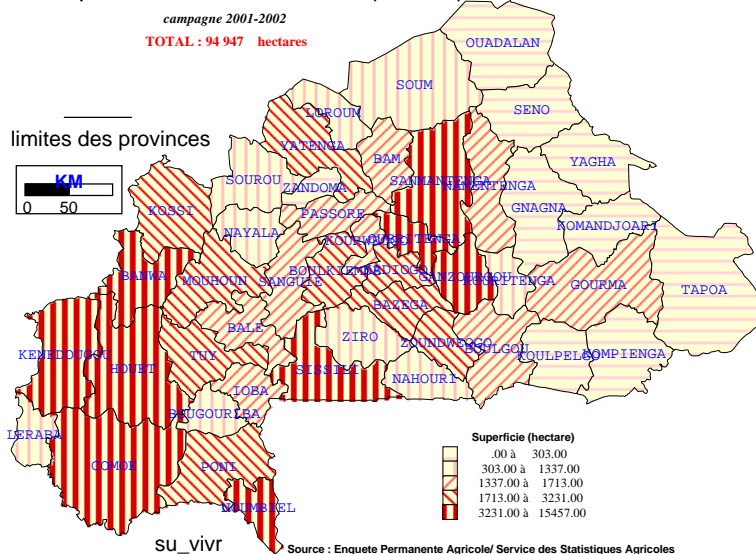 campagne 2001-2002
TOTAL : 94 947 hectares
OUADALAN
SOUM
LOROUM
SENO
limites des provinces
YATENGA
BAM
YAGHA
KM
0 50
SOUROU
ZANDOMA
SANMANTENGA
NAMENTENGA
KOSSI
PASSORE
GNAGNA
NAYALA
KOMANDJOARI
BANWA
MOUHOUN
SANGUIE
BOULKIEMDE
GOURMA
TAPOA
BALE
BAZEGA
ZIRO
ZOUNDWEOGO
BOULGOU
KOULPELGO
KOMPIENGA
KENEDOUGOU
HOUET
TUY
SISSILI
NAHOURI
IOBA
BOUGOURIBA
LERABA
COMOE
PONI
NOUMBIEL
Superficie (hectare)
.00 à 303.00
303.00 à 1337.00
1337.00 à 1713.00
1713.00 à 3231.00
3231.00 à 15457.00
su_vivr
Source : Enquete Permanente Agricole/ Service des Statistiques Agricoles